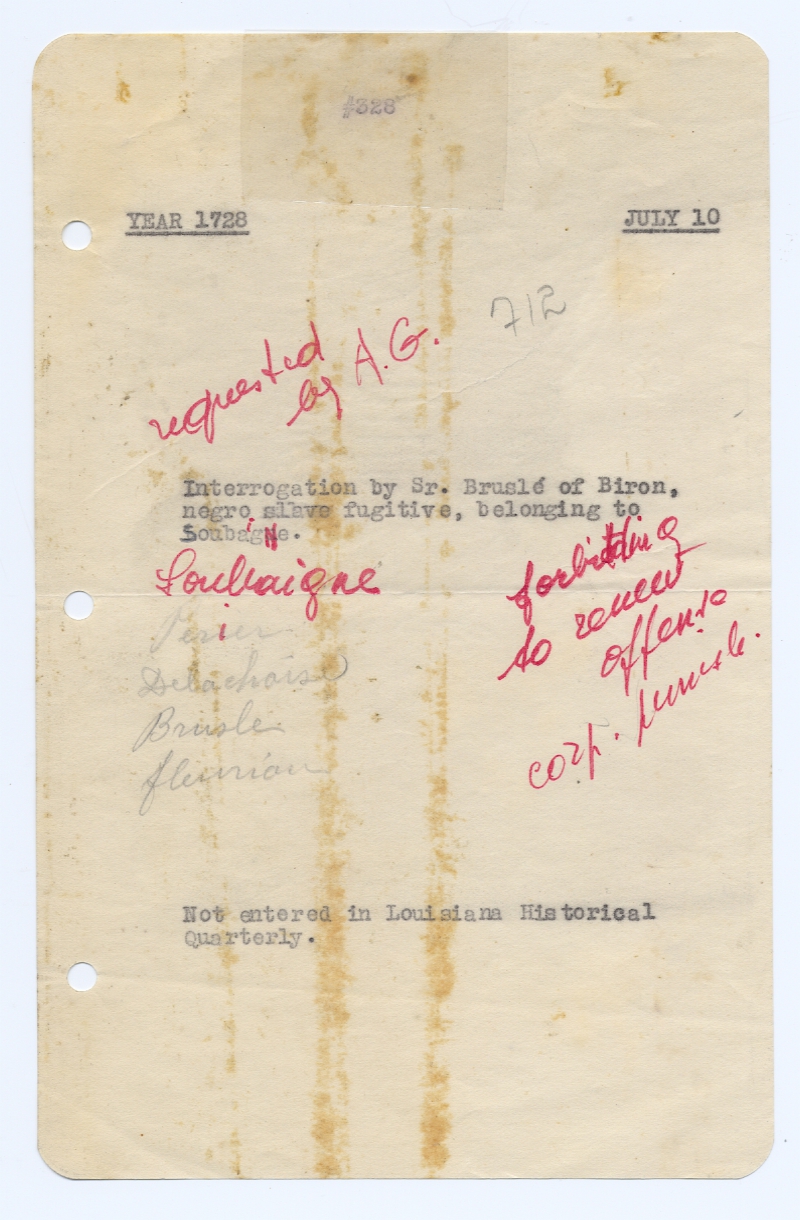 #328
YEAR 1728 JULY 10
712
requested
by A.G.
Interrogation by Sr. Bruslé of Biron,
negro slave fugitive, belonging to
Soubagne.
Souhaigne
forbidding
to renew
offense
corp. punish.
Perier
Delachaise
Brusle
fleuriau
Not entered in Louisiana Historical
Quarterly.